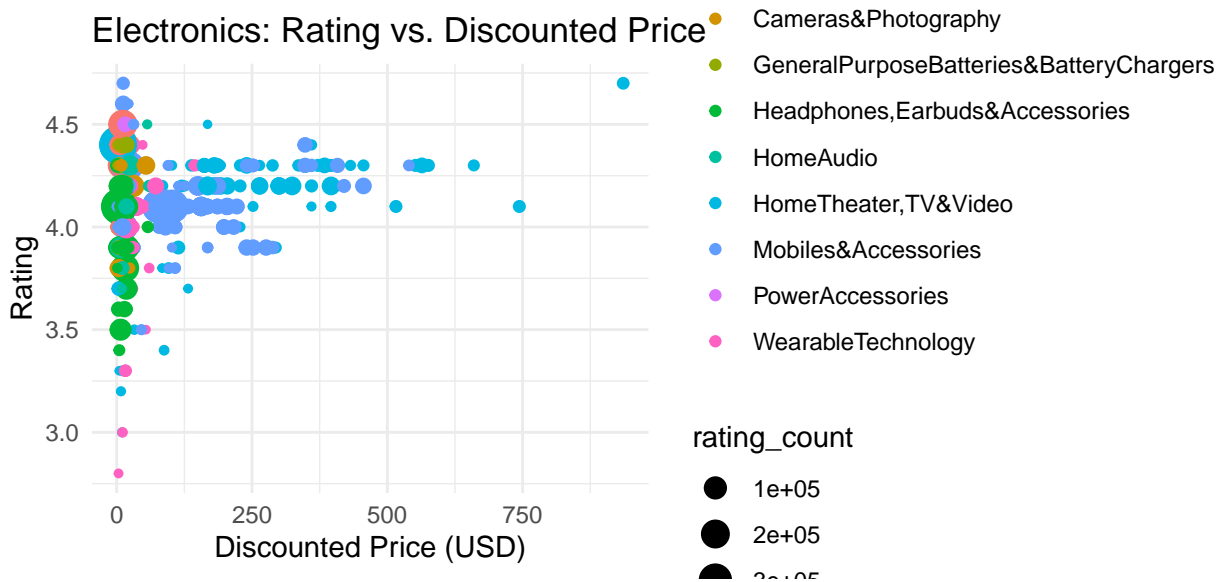 Electronics: Rating vs. Discounted Price
Rating
4.5
4.0
3.5
3.0
0
250
500
750
Discounted Price (USD)
Cameras&Photography
GeneralPurposeBatteries&BatteryChargers
Headphones,Earbuds&Accessories
HomeAudio
HomeTheater,TV&Video
Mobiles&Accessories
PowerAccessories
WearableTechnology
rating_count
1e+05
2e+05
3e+05